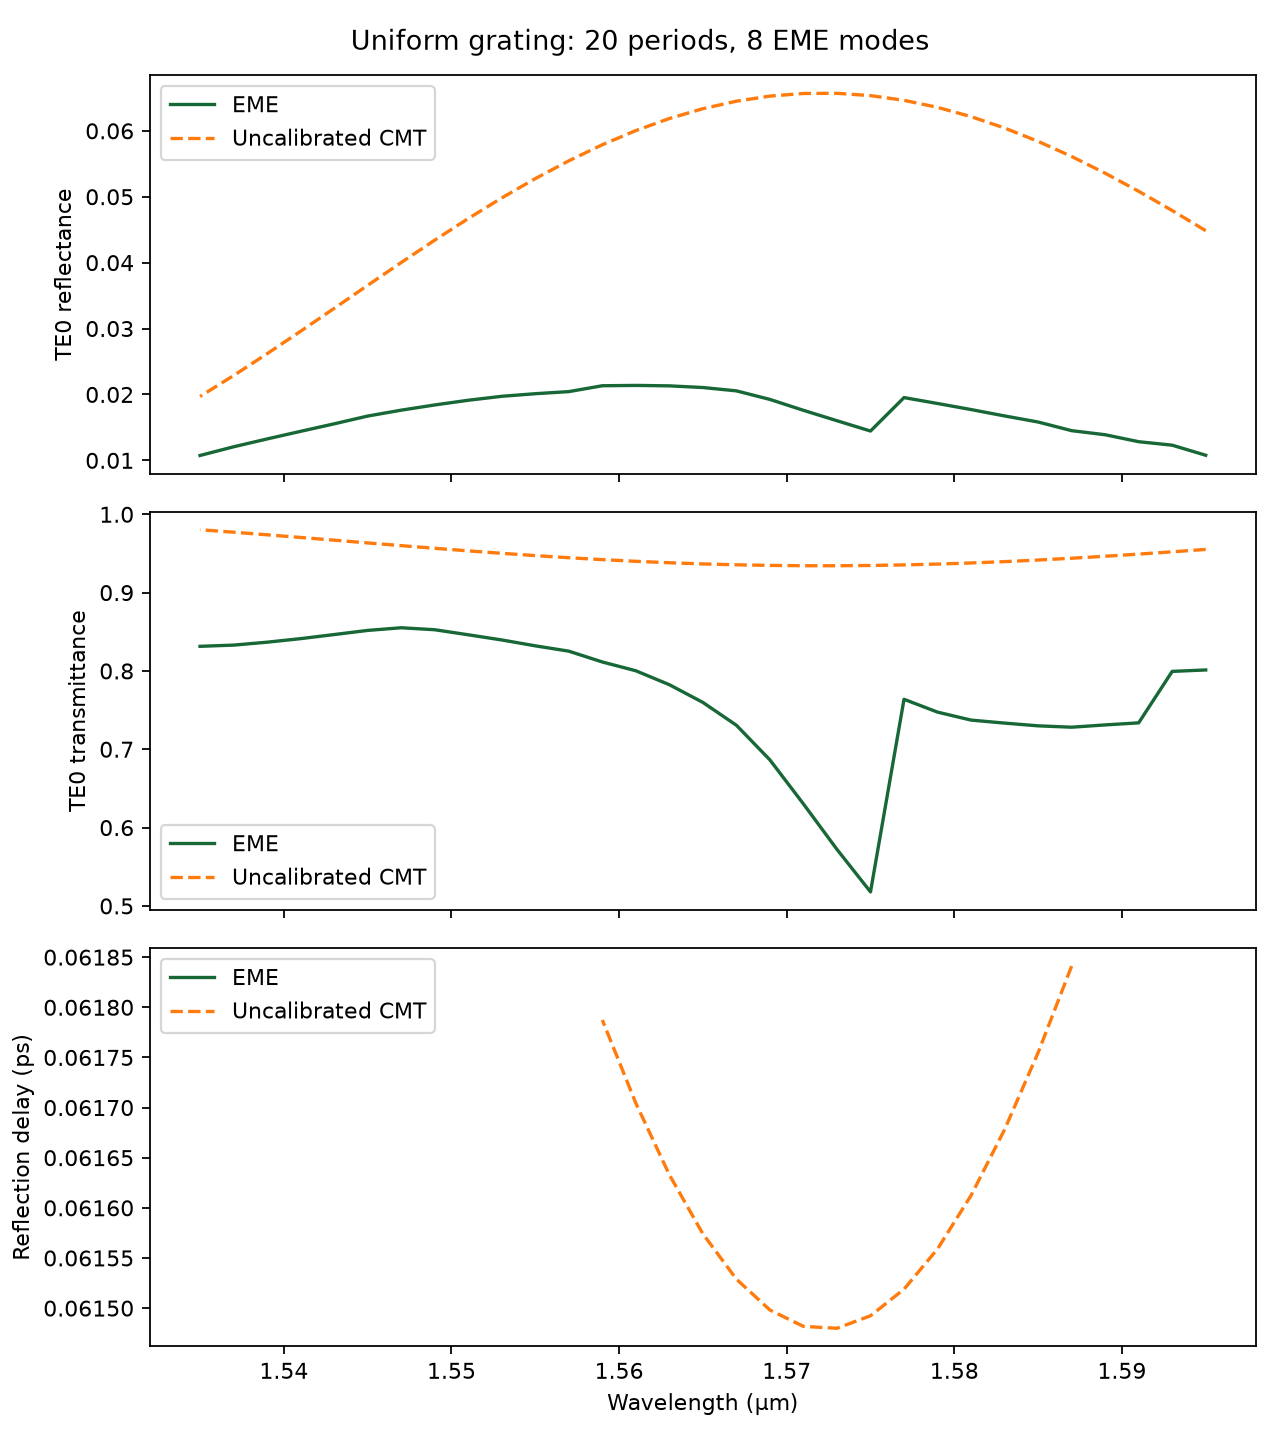 Uniform grating: 20 periods, 8 EME modes
EME
Uncalibrated CMT
TE0 reflectance
0.06
0.05
0.04
0.03
0.02
0.01
TE0 transmittance
1.0
0.9
0.8
0.7
0.6
0.5
EME
Uncalibrated CMT
Reflection delay (ps)
0.06185
0.06180
0.06175
0.06170
0.06165
0.06160
0.06155
0.06150
EME
Uncalibrated CMT
1.54 1.55 1.56 1.57 1.58 1.59
Wavelength (μm)